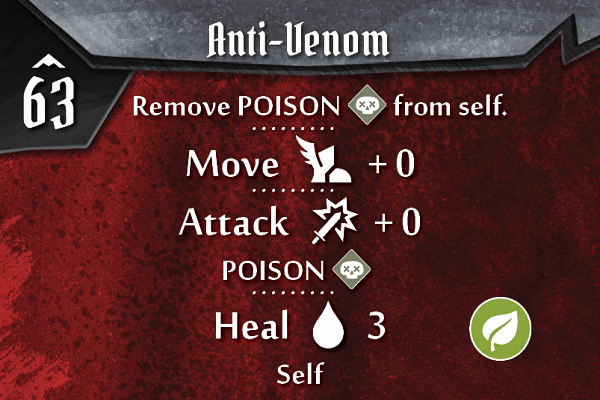 Anti-Venom
63
Remove POISON from self.
Move + 0
Attack + 0
POISON
Heal 3
Self